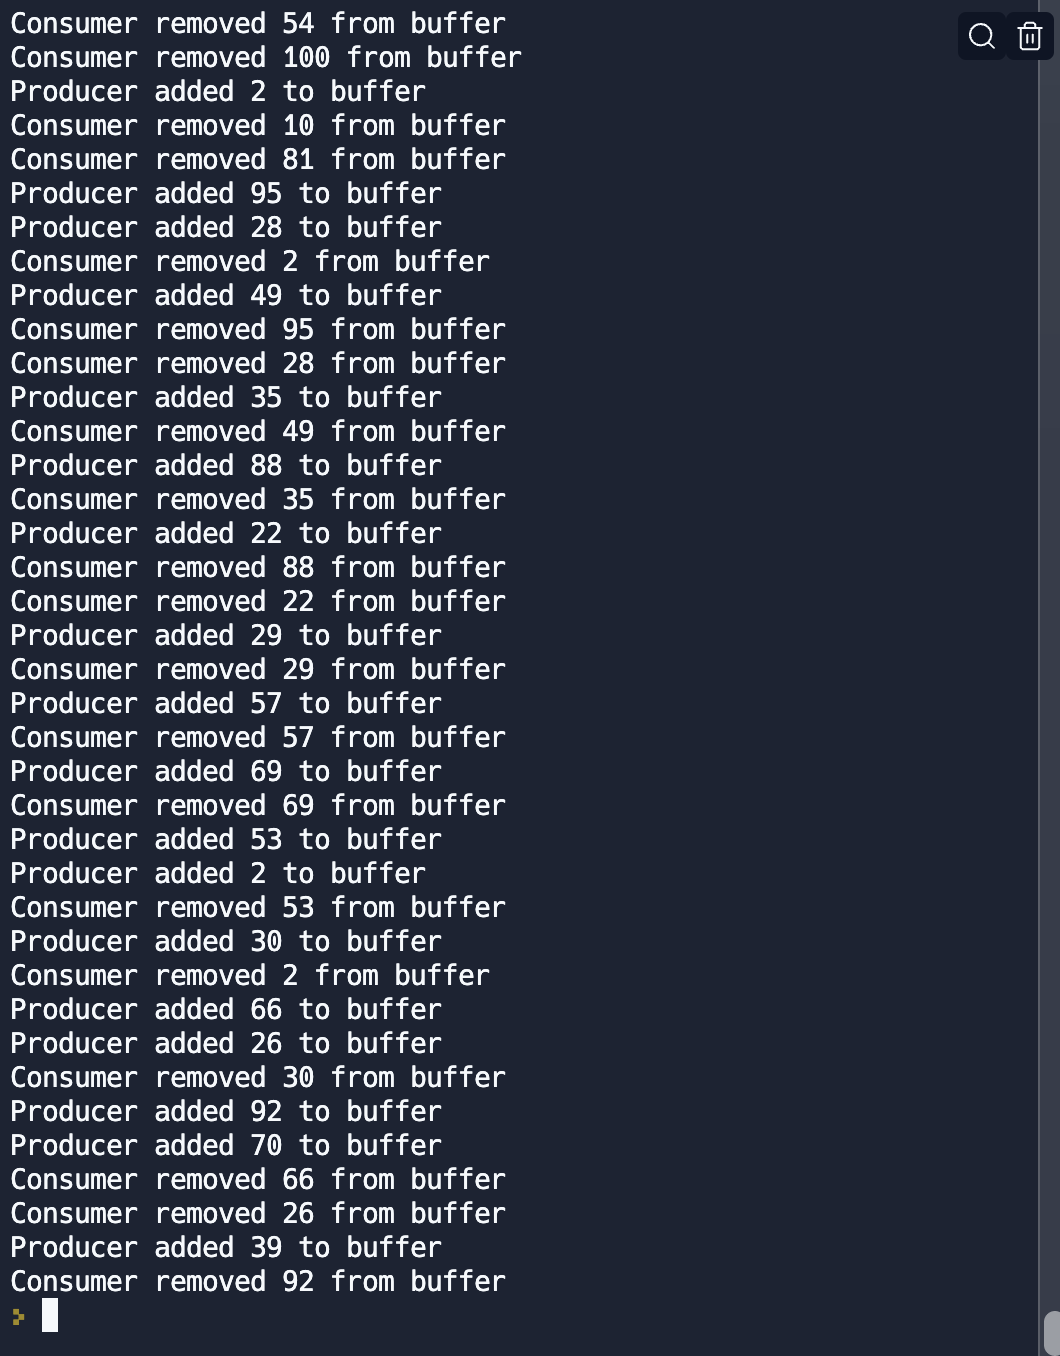 Consumer removed 54 from buffer
Consumer removed 100 from buffer
Producer added 2 to buffer
Consumer removed 10 from buffer
Consumer removed 81 from buffer
Producer added 95 to buffer
Producer added 28 to buffer
Consumer removed 2 from buffer
Producer added 49 to buffer
Consumer removed 95 from buffer
Consumer removed 28 from buffer
Producer added 35 to buffer
Consumer removed 49 from buffer
Producer added 88 to buffer
Consumer removed 35 from buffer
Producer added 22 to buffer
Consumer removed 88 from buffer
Consumer removed 22 from buffer
Producer added 29 to buffer
Consumer removed 29 from buffer
Producer added 57 to buffer
Consumer removed 57 from buffer
Producer added 69 to buffer
Consumer removed 69 from buffer
Producer added 53 to buffer
Producer added 2 to buffer
Consumer removed 53 from buffer
Producer added 30 to buffer
Consumer removed 2 from buffer
Producer added 66 to buffer
Producer added 26 to buffer
Consumer removed 30 from buffer
Producer added 92 to buffer
Producer added 70 to buffer
Consumer removed 66 from buffer
Consumer removed 26 from buffer
Producer added 39 to buffer
Consumer removed 92 from buffer